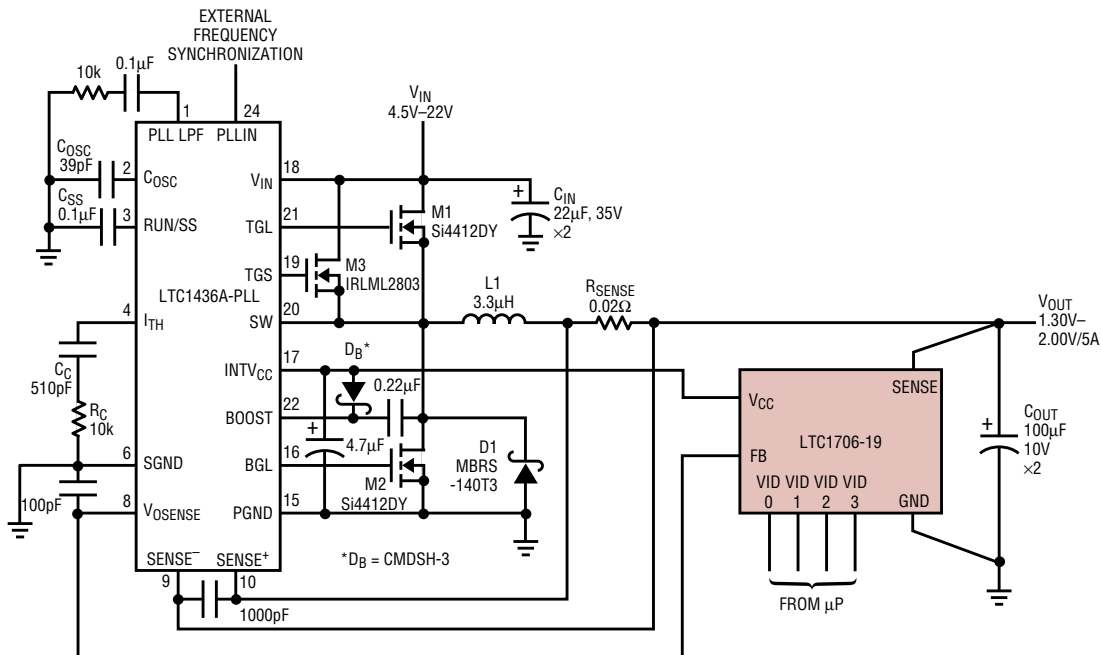 EXTERNAL
FREQUENCY
SYNCHRONIZATION
10k
0.1µF
1
24
PLL LPF
PLLIN
V_IN
4.5V–22V
C_OSC
39pF
2
C_OSC
C_SS
0.1µF
3
RUN/SS
18
V_IN
21
TGL
M1
Si4412DY
+
C_IN
22µF, 35V
×2
19
TGS
M3
IRLML2803
LTC1436A-PLL
4
I_TH
20
SW
L1
3.3µH
R_SENSE
0.02Ω
V_OUT
1.30V–
2.00V/5A
C_C
510pF
R_C
10k
17
INTV_CC
D_B*
0.22µF
22
BOOST
+
4.7µF
16
BGL
M2
Si4412DY
D1
MBRS
-140T3
6
SGND
100pF
8
V_OSENSE
15
PGND
SENSE⁻
SENSE⁺
9
10
1000pF
*D_B = CMDSH-3
SENSE
V_CC
LTC1706-19
FB
VID VID VID VID
0 1 2 3
GND
FROM µP
+
C_OUT
100µF
10V
×2